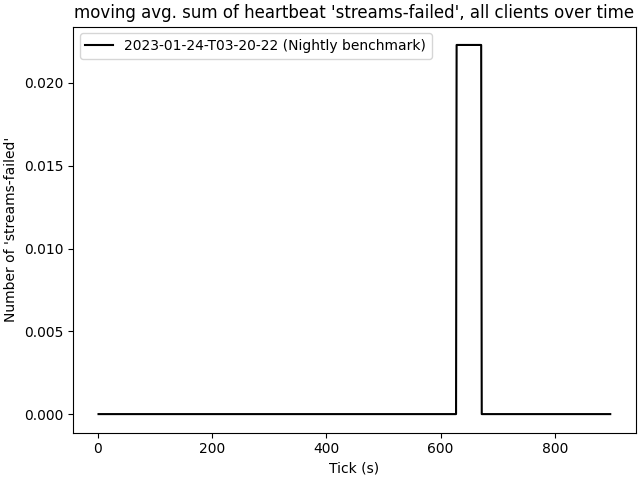 moving avg. sum of heartbeat 'streams-failed', all clients over time
2023-01-24-T03-20-22 (Nightly benchmark)
Number of 'streams-failed'
0.020
0.015
0.010
0.005
0.000
0 200 400 600 800
Tick (s)